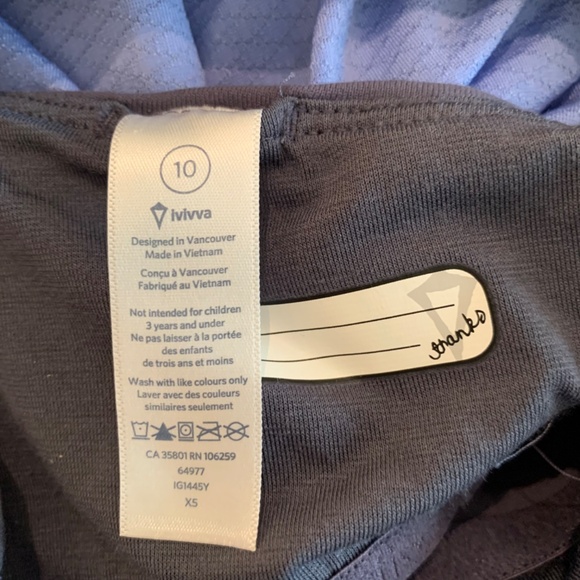 10
ivivva
Designed in Vancouver
Made in Vietnam
Conçu à Vancouver
Fabriqué au Vietnam
Not intended for children
3 years and under
Ne pas laisser à la portée
des enfants
de trois ans et moins
Wash with like colours only
Laver avec des couleurs
similaires seulement
CA 35801 RN 106259
64977
IG1445Y
X5
thanks